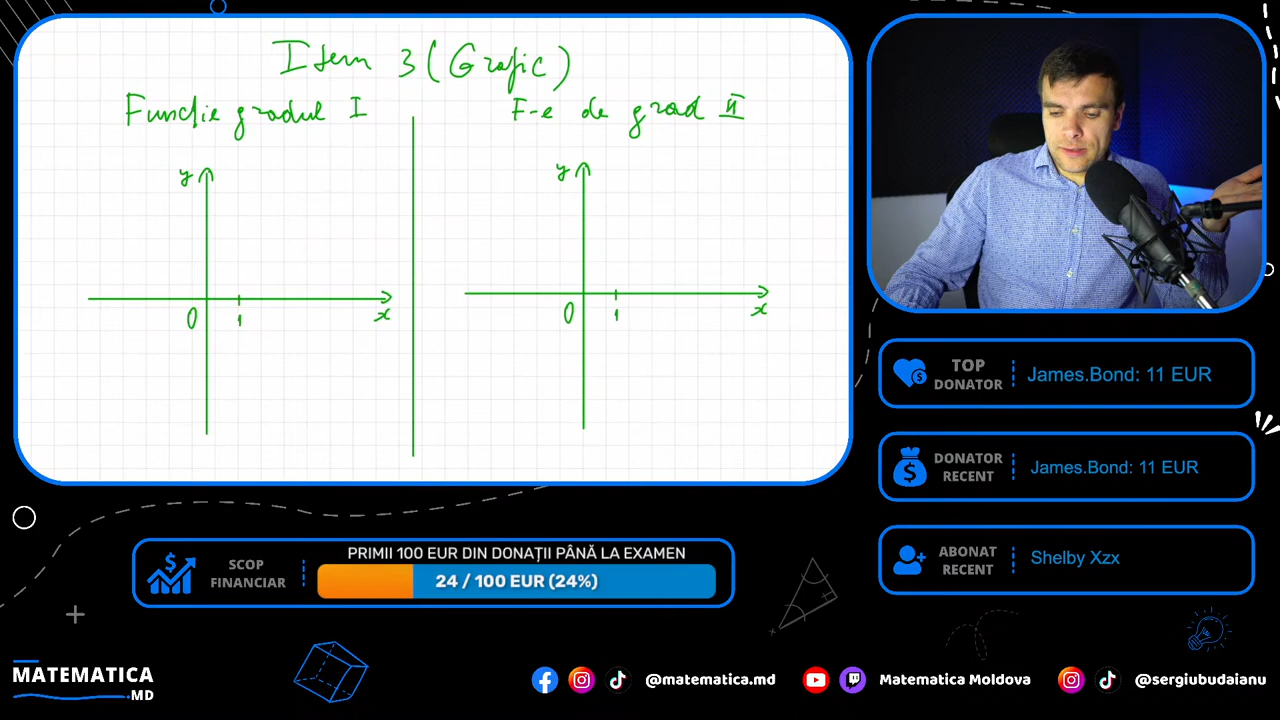 Item 3 (Grafic)
Funcție gradul I
F-e de grad II
y
0
1
x
y
0
1
x
TOP
DONATOR
James.Bond: 11 EUR
DONATOR
RECENT
James.Bond: 11 EUR
ABONAT
RECENT
Shelby Xzx
SCOP
FINANCIAR
PRIMII 100 EUR DIN DONAȚII PÂNĂ LA EXAMEN
24 / 100 EUR (24%)
MATEMATICA
.MD
@matematica.md
Matematica Moldova
@sergiubudaianu